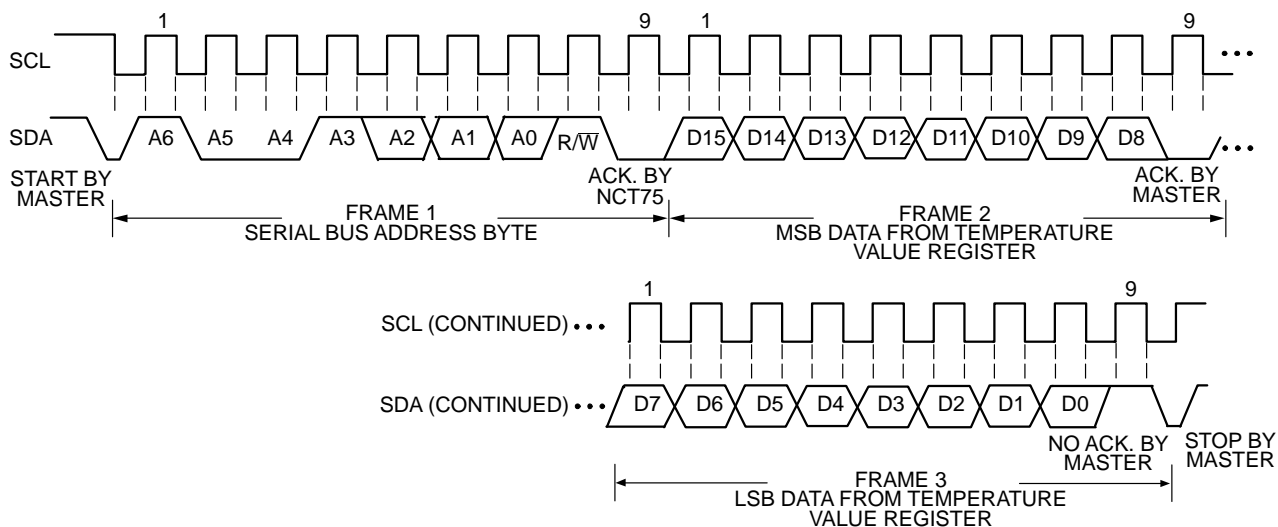 1 9 1 9
SCL
SDA A6 A5 A4 A3 A2 A1 A0 R/W̅ D15 D14 D13 D12 D11 D10 D9 D8
START BY
MASTER
ACK. BY
NCT75
ACK. BY
MASTER
FRAME 1
SERIAL BUS ADDRESS BYTE
FRAME 2
MSB DATA FROM TEMPERATURE
VALUE REGISTER
1 9
SCL (CONTINUED)
SDA (CONTINUED) D7 D6 D5 D4 D3 D2 D1 D0
NO ACK. BY
MASTER
STOP BY
MASTER
FRAME 3
LSB DATA FROM TEMPERATURE
VALUE REGISTER